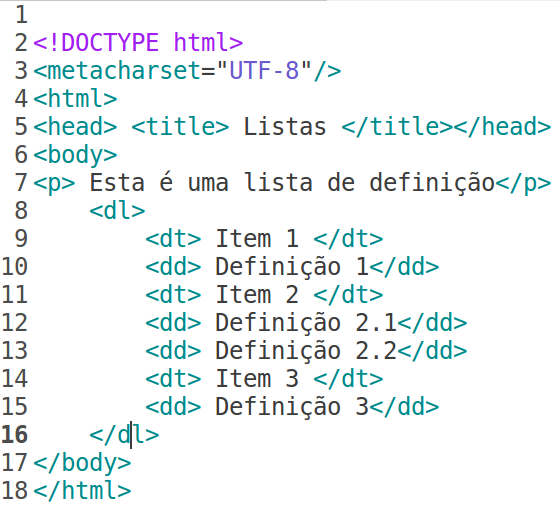 1
2 <!DOCTYPE html>
3 <metacharset="UTF-8"/>
4 <html>
5 <head> <title> Listas </title></head>
6 <body>
7 <p> Esta é uma lista de definição</p>
8     <dl>
9         <dt> Item 1 </dt>
10         <dd> Definição 1</dd>
11         <dt> Item 2 </dt>
12         <dd> Definição 2.1</dd>
13         <dd> Definição 2.2</dd>
14         <dt> Item 3 </dt>
15         <dd> Definição 3</dd>
16     </dl>
17 </body>
18 </html>